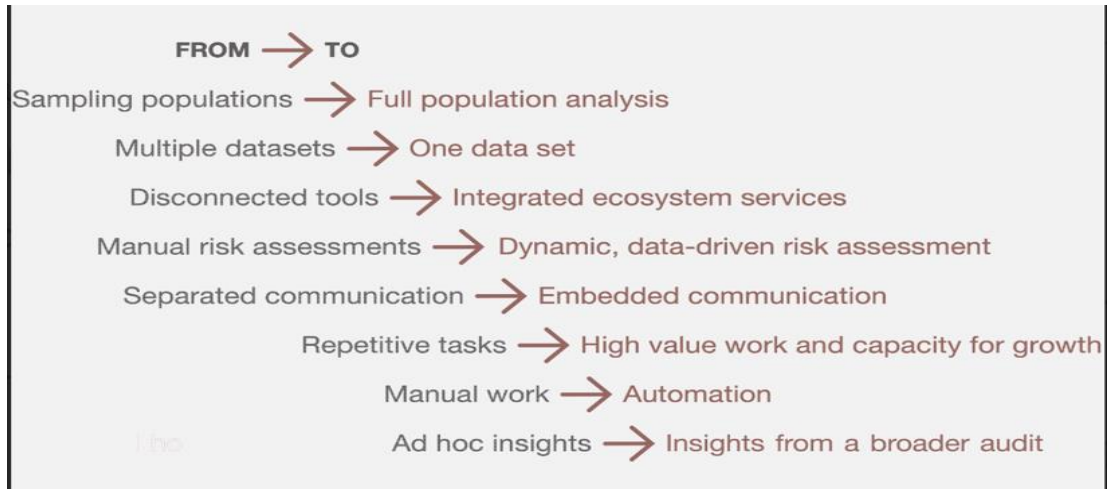 FROM → TO
Sampling populations → Full population analysis
Multiple datasets → One data set
Disconnected tools → Integrated ecosystem services
Manual risk assessments → Dynamic, data-driven risk assessment
Separated communication → Embedded communication
Repetitive tasks → High value work and capacity for growth
Manual work → Automation
Ad hoc insights → Insights from a broader audit